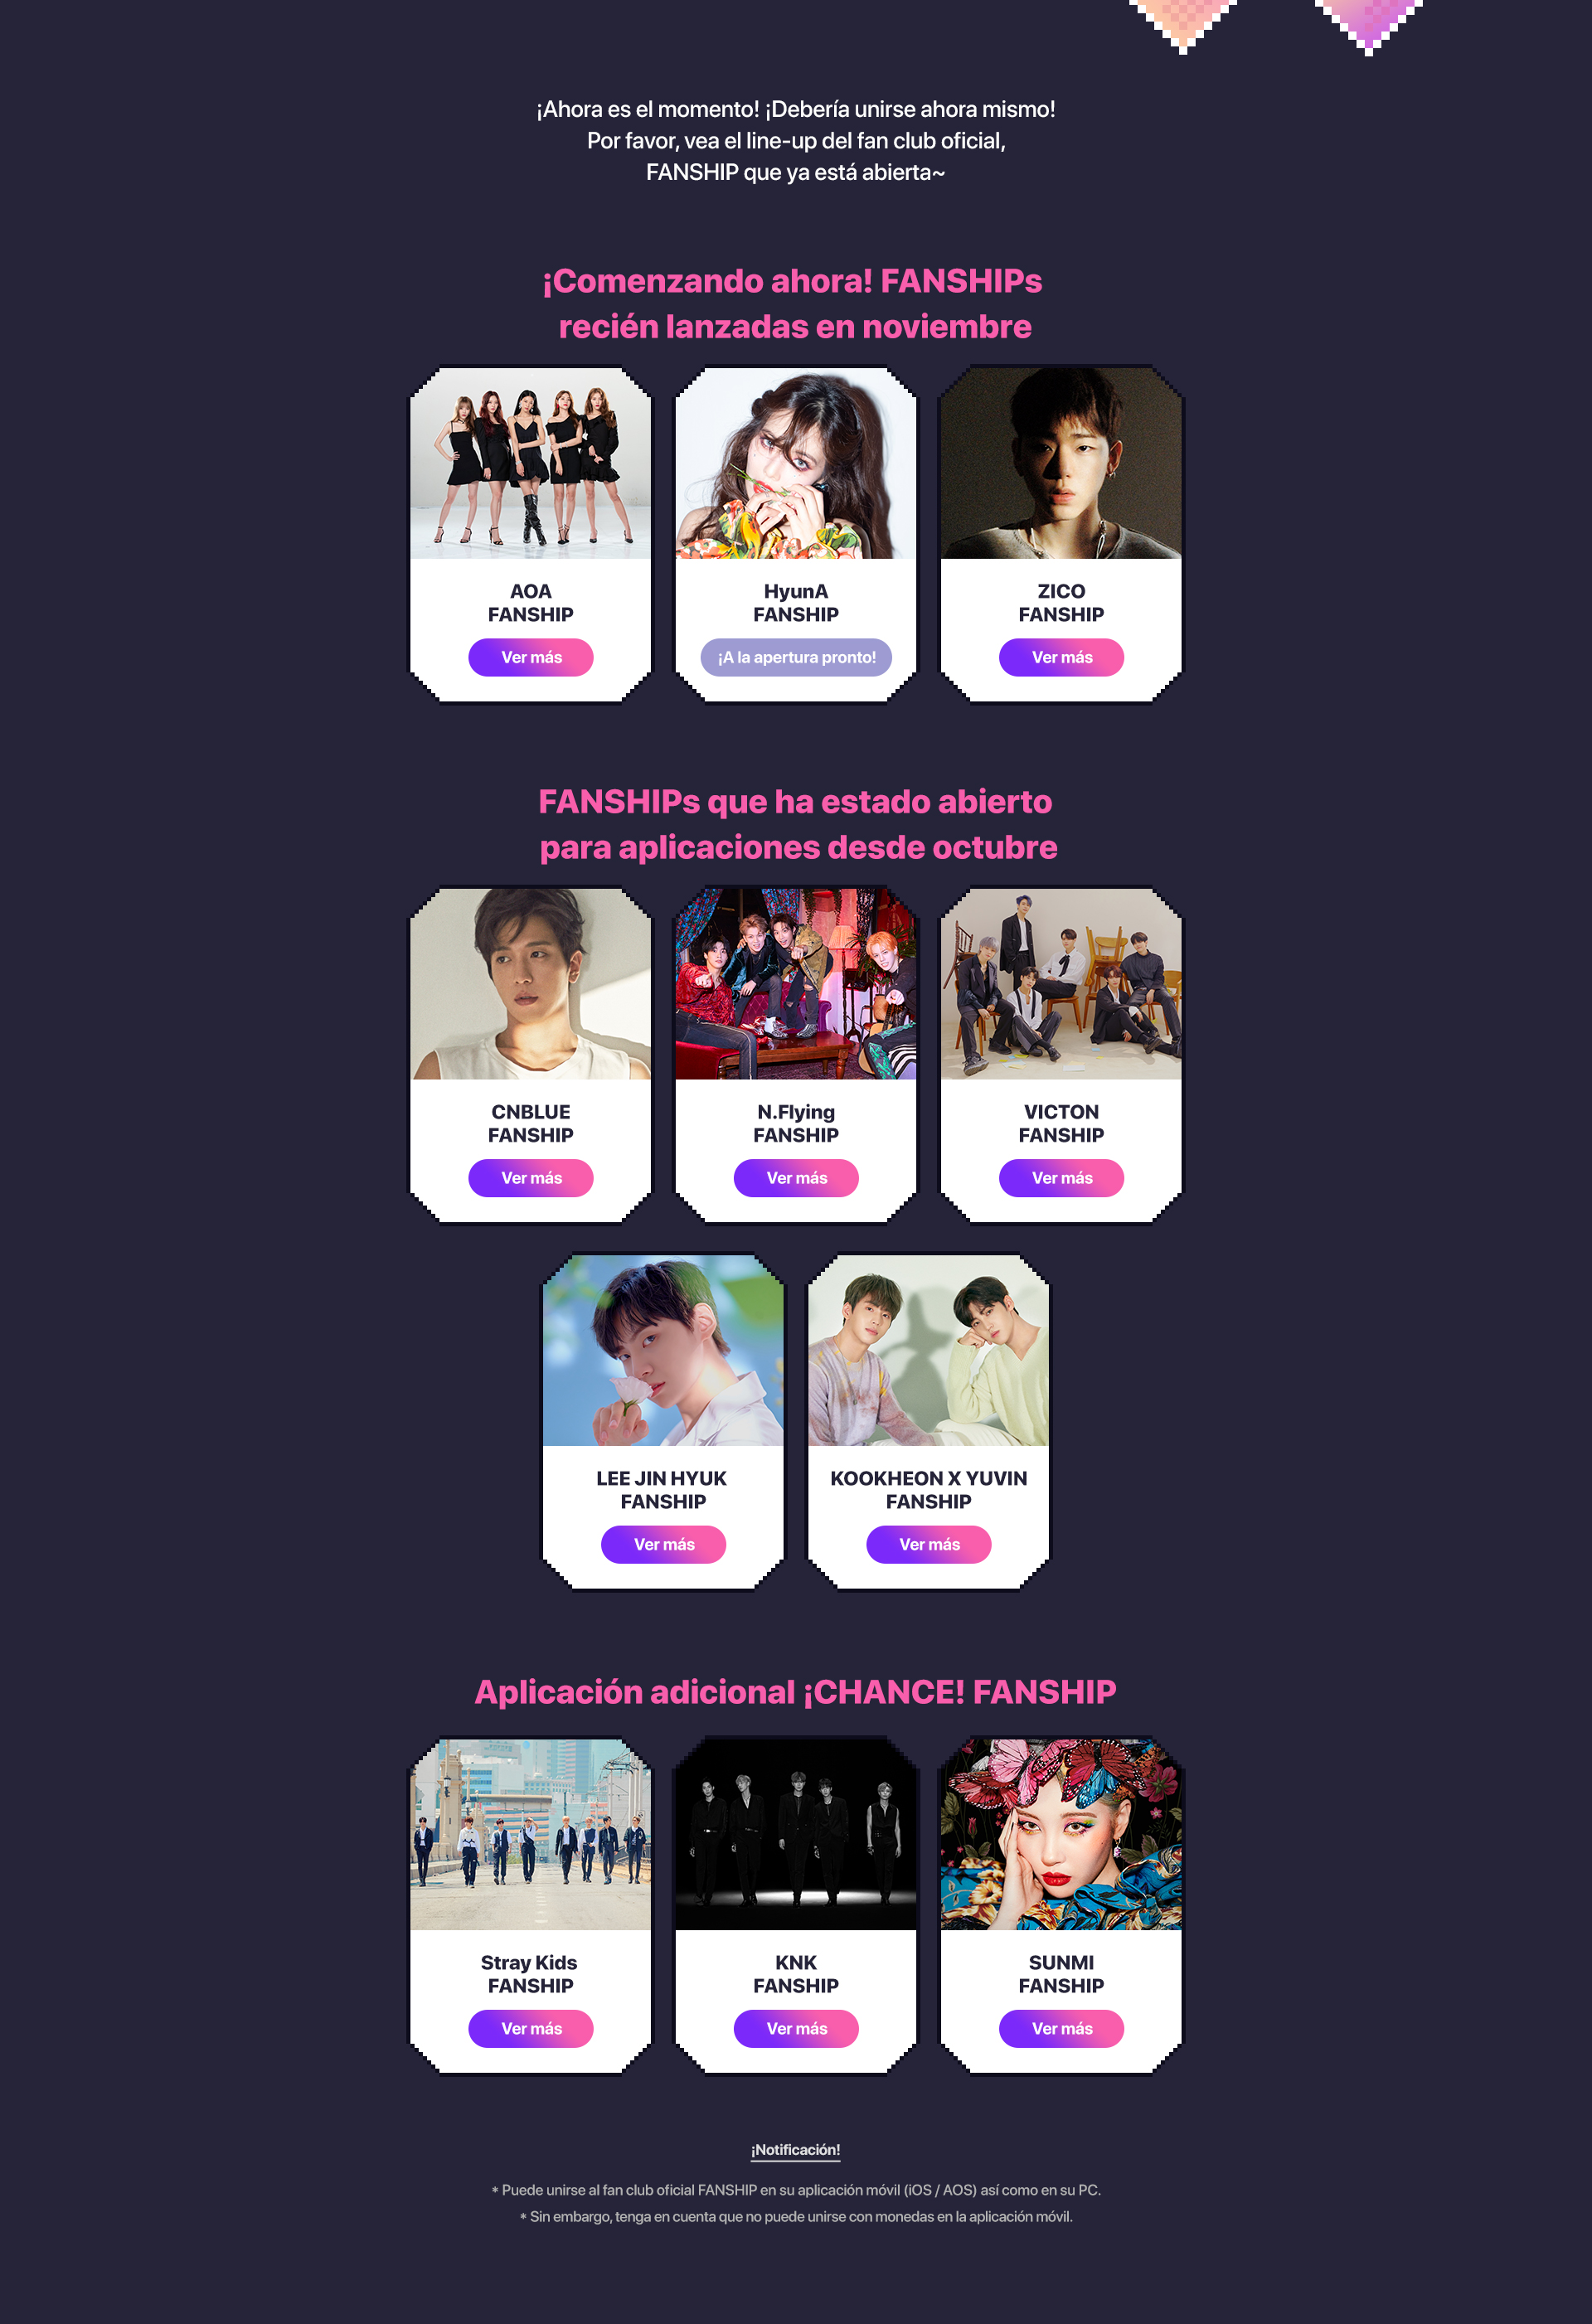 ¡Ahora es el momento! ¡Debería unirse ahora mismo!
Por favor, vea el line-up del fan club oficial,
FANSHIP que ya está abierta~
¡Comenzando ahora! FANSHIPs
recién lanzadas en noviembre
AOA
FANSHIP
Ver más
HyunA
FANSHIP
¡A la apertura pronto!
ZICO
FANSHIP
Ver más
FANSHIPs que ha estado abierto
para aplicaciones desde octubre
CNBLUE
FANSHIP
Ver más
N.Flying
FANSHIP
Ver más
VICTON
FANSHIP
Ver más
LEE JIN HYUK
FANSHIP
Ver más
KOOKHEON X YUVIN
FANSHIP
Ver más
Aplicación adicional ¡CHANCE! FANSHIP
Stray Kids
FANSHIP
Ver más
KNK
FANSHIP
Ver más
SUNMI
FANSHIP
Ver más
¡Notificación!
* Puede unirse al fan club oficial FANSHIP en su aplicación móvil (iOS / AOS) así como en su PC.
* Sin embargo, tenga en cuenta que no puede unirse con monedas en la aplicación móvil.